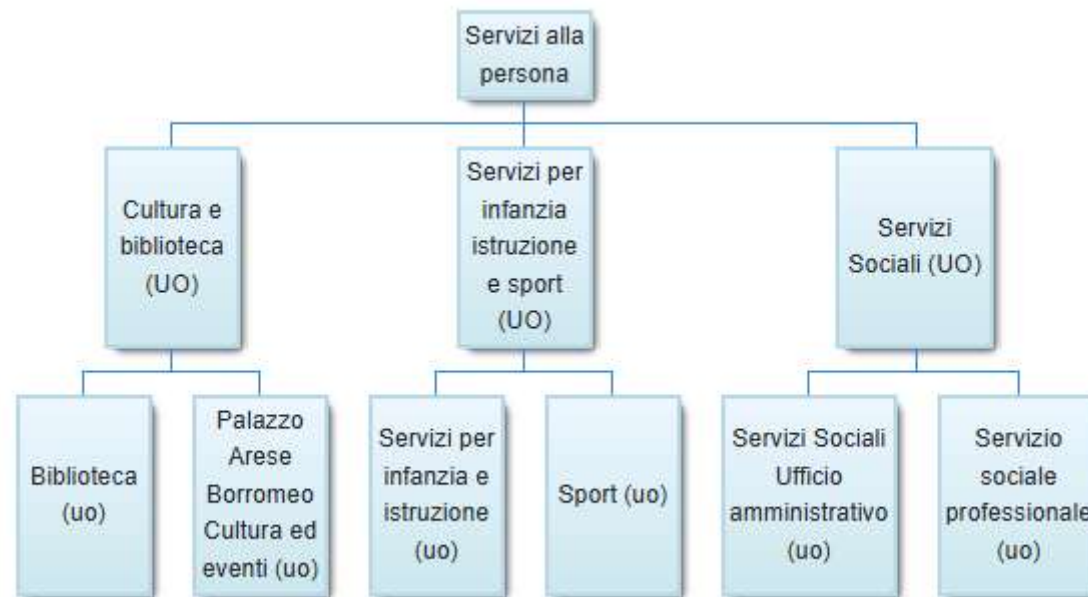 Servizi alla
persona
Cultura e
biblioteca
(UO)
Servizi per
infanzia
istruzione
e sport
(UO)
Servizi
Sociali (UO)
Biblioteca
(uo)
Palazzo
Arese
Borromeo
Cultura ed
eventi (uo)
Servizi per
infanzia e
istruzione
(uo)
Sport (uo)
Servizi Sociali
Ufficio
amministrativo
(uo)
Servizio
sociale
professionale
(uo)